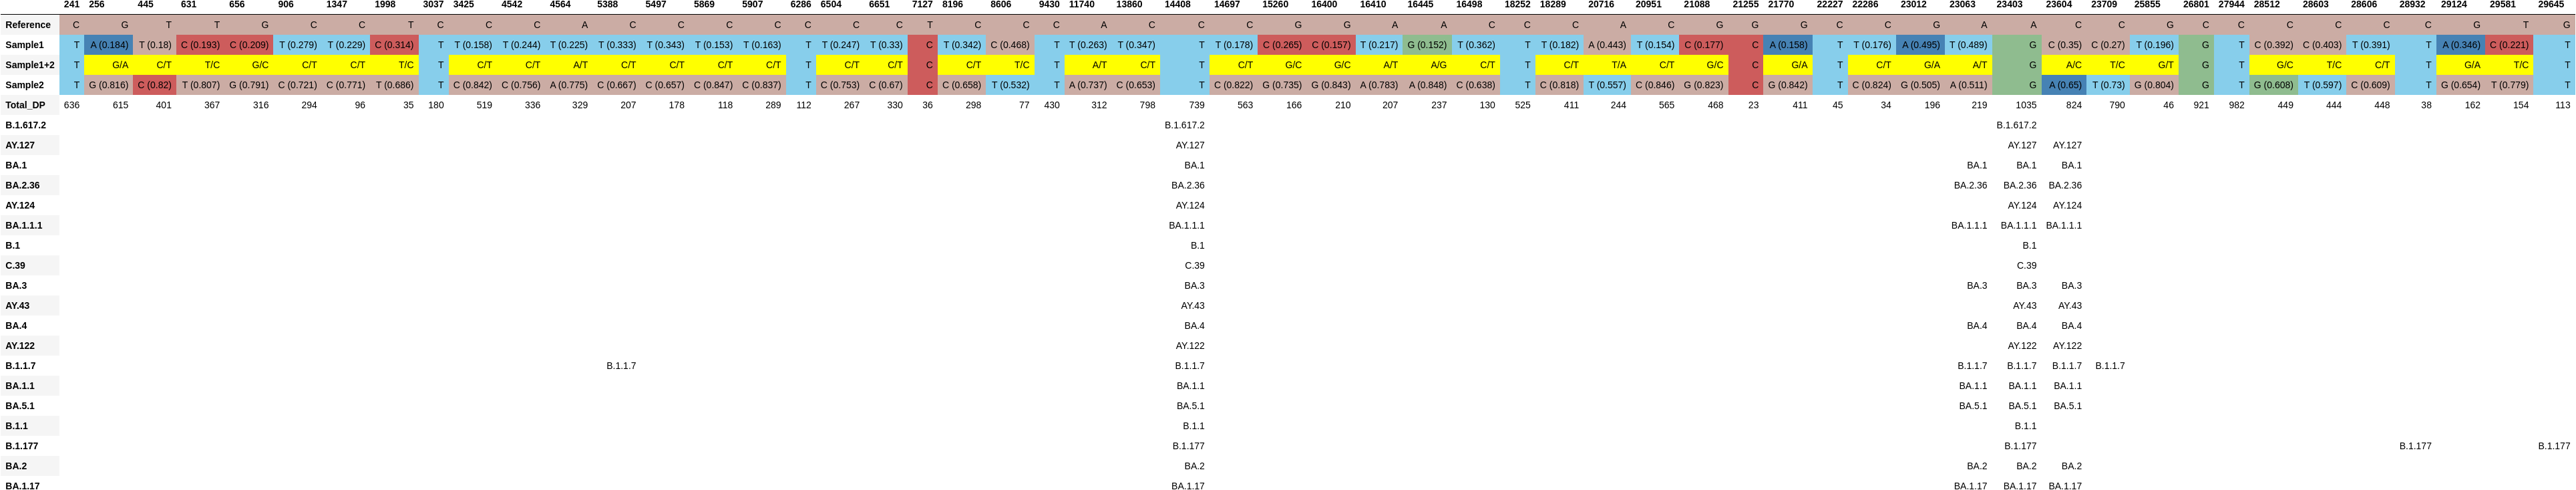 241 256 445 631 656 906 1347 1998 3037 3425 4542 4564 5388 5497 5869 5907 6286 6504 6651 7127 8196 8606 9430 11740 13860 14408 14697 15260 16400 16410 16445 16498 18252 18289 20716 20951 21088 21255 21770 22227 22286 23012 23063 23403 23604 23709 25855 26801 27944 28512 28603 28606 28932 29124 29581 29645
Reference C G T T G C C T C C C A C C C C C C C T C C C A C C C G G A A C C C A C G G G C C G A A C C G C C C C C C G T G
Sample1 T A (0.184) T (0.18) C (0.193) C (0.209) T (0.279) T (0.229) C (0.314) T T (0.158) T (0.244) T (0.225) T (0.333) T (0.343) T (0.153) T (0.163) T T (0.247) T (0.33) C T (0.342) C (0.468) T T (0.263) T (0.347) T T (0.178) C (0.265) C (0.157) T (0.217) G (0.152) T (0.362) T T (0.182) A (0.443) T (0.154) C (0.177) C A (0.158) T T (0.176) A (0.495) T (0.489) G C (0.35) C (0.27) T (0.196) G T C (0.392) C (0.403) T (0.391) T A (0.346) C (0.221) T
Sample1+2 T G/A C/T T/C G/C C/T C/T T/C T C/T C/T A/T C/T C/T C/T C/T T C/T C/T C C/T T/C T A/T C/T T C/T G/C G/C A/T A/G C/T T C/T T/A C/T G/C C G/A T C/T G/A A/T G A/C T/C G/T G T G/C T/C C/T T G/A T/C T
Sample2 T G (0.816) C (0.82) T (0.807) G (0.791) C (0.721) C (0.771) T (0.686) T C (0.842) C (0.756) A (0.775) C (0.667) C (0.657) C (0.847) C (0.837) T C (0.753) C (0.67) C C (0.658) T (0.532) T A (0.737) C (0.653) T C (0.822) G (0.735) G (0.843) A (0.783) A (0.848) C (0.638) T C (0.818) T (0.557) C (0.846) G (0.823) C G (0.842) T C (0.824) G (0.505) A (0.511) G A (0.65) T (0.73) G (0.804) G T G (0.608) T (0.597) C (0.609) T G (0.654) T (0.779) T
Total_DP 636 615 401 367 316 294 96 35 180 519 336 329 207 178 118 289 112 267 330 36 298 77 430 312 798 739 563 166 210 207 237 130 525 411 244 565 468 23 411 45 34 196 219 1035 824 790 46 921 982 449 444 448 38 162 154 113
B.1.617.2 B.1.617.2 B.1.617.2
AY.127 AY.127 AY.127 AY.127
BA.1 BA.1 BA.1 BA.1 BA.1
BA.2.36 BA.2.36 BA.2.36 BA.2.36 BA.2.36
AY.124 AY.124 AY.124 AY.124
BA.1.1.1 BA.1.1.1 BA.1.1.1 BA.1.1.1 BA.1.1.1
B.1 B.1 B.1
C.39 C.39 C.39
BA.3 BA.3 BA.3 BA.3 BA.3
AY.43 AY.43 AY.43 AY.43
BA.4 BA.4 BA.4 BA.4 BA.4
AY.122 AY.122 AY.122 AY.122
B.1.1.7 B.1.1.7 B.1.1.7 B.1.1.7 B.1.1.7 B.1.1.7 B.1.1.7
BA.1.1 BA.1.1 BA.1.1 BA.1.1 BA.1.1
BA.5.1 BA.5.1 BA.5.1 BA.5.1 BA.5.1
B.1.1 B.1.1 B.1.1
B.1.177 B.1.177 B.1.177 B.1.177 B.1.177
BA.2 BA.2 BA.2 BA.2 BA.2
BA.1.17 BA.1.17 BA.1.17 BA.1.17 BA.1.17